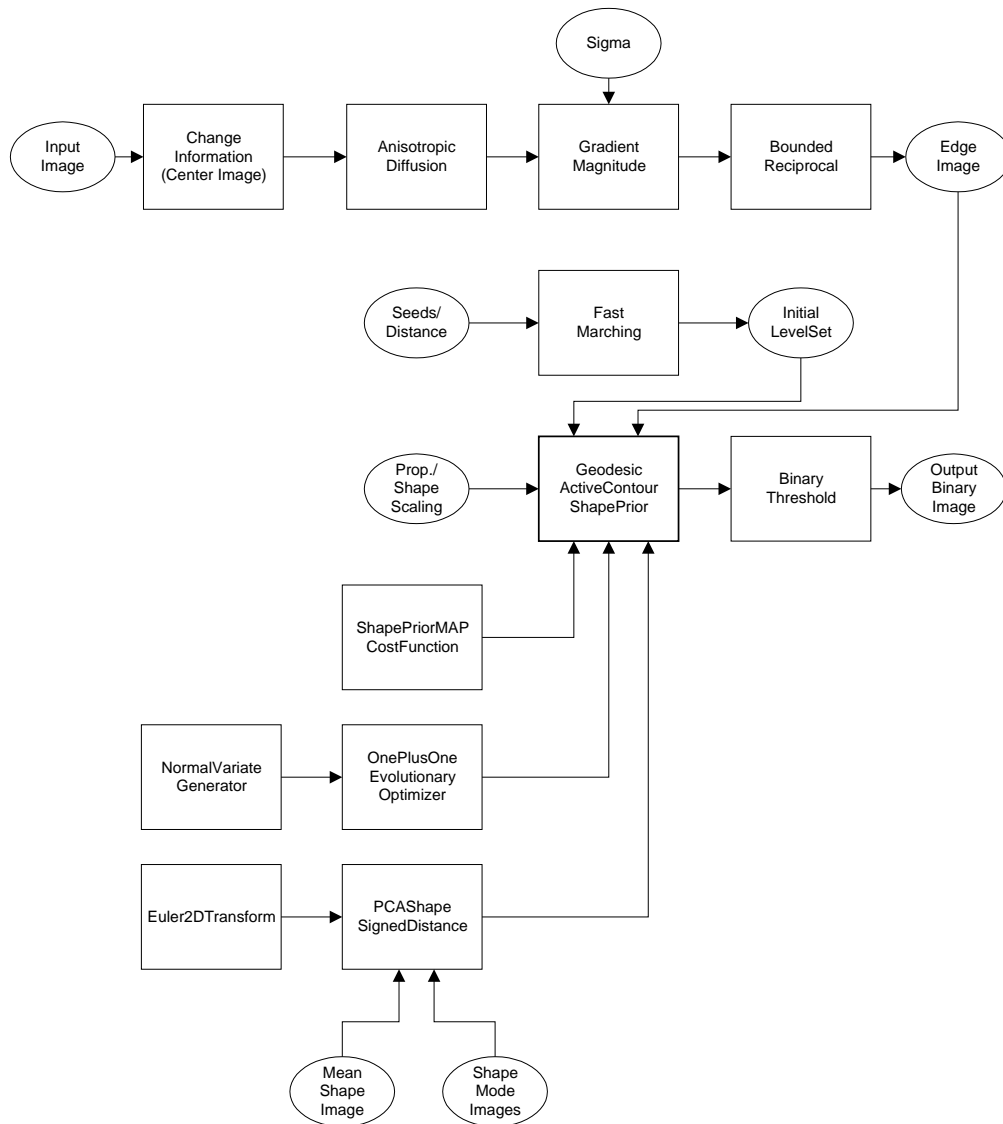 Sigma
Input
Image
Change
Information
(Center Image)
Anisotropic
Diffusion
Gradient
Magnitude
Bounded
Reciprocal
Edge
Image
Seeds/
Distance
Fast
Marching
Initial
LevelSet
Prop./
Shape
Scaling
Geodesic
ActiveContour
ShapePrior
Binary
Threshold
Output
Binary
Image
ShapePriorMAP
CostFunction
NormalVariate
Generator
OnePlusOne
Evolutionary
Optimizer
Euler2DTransform
PCAShape
SignedDistance
Mean
Shape
Image
Shape
Mode
Images